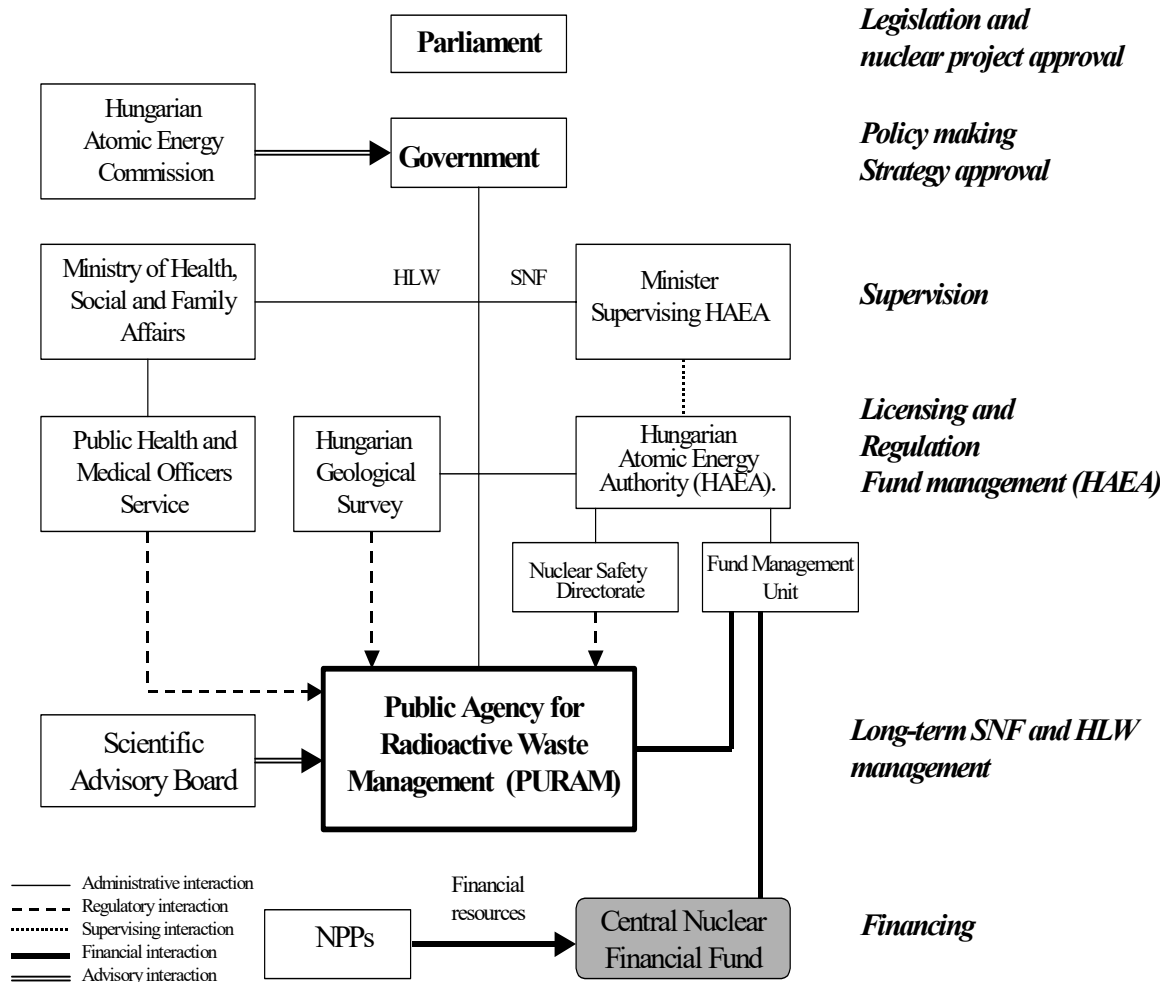 Parliament
Legislation and
nuclear project approval
Hungarian
Atomic Energy
Commission
Government
Policy making
Strategy approval
Ministry of Health,
Social and Family
Affairs
HLW
SNF
Minister
Supervising HAEA
Supervision
Public Health and
Medical Officers
Service
Hungarian
Geological
Survey
Hungarian
Atomic Energy
Authority (HAEA).
Licensing and
Regulation
Fund management (HAEA)
Nuclear Safety
Directorate
Fund Management
Unit
Scientific
Advisory Board
Public Agency for
Radioactive Waste
Management (PURAM)
Long-term SNF and HLW
management
Administrative interaction
Regulatory interaction
Supervising interaction
Financial interaction
Advisory interaction
NPPs
Financial
resources
Central Nuclear
Financial Fund
Financing